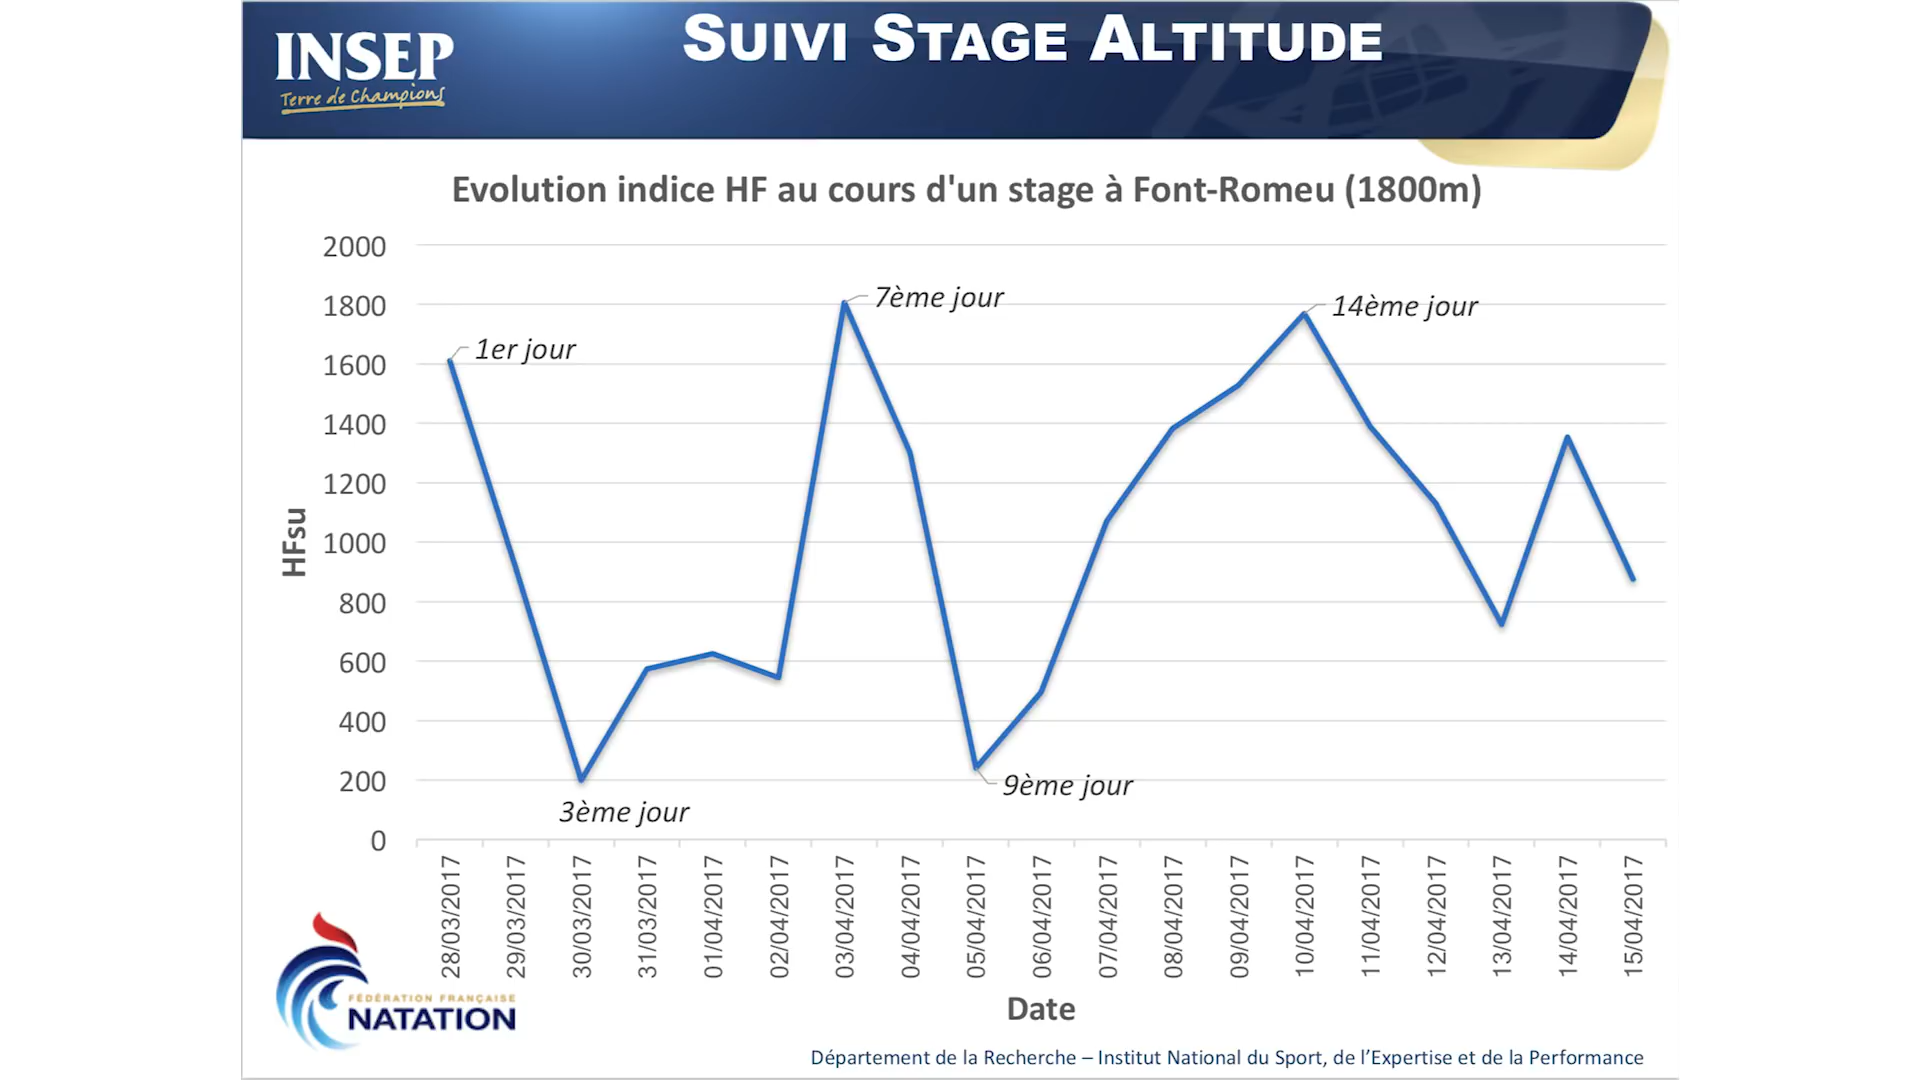 INSEP
Terre de Champions
SUIVI STAGE ALTITUDE
Evolution indice HF au cours d'un stage à Font-Romeu (1800m)
2000
1800
1600
1400
1200
1000
800
600
400
200
0
HFsu
1er jour
3ème jour
7ème jour
9ème jour
14ème jour
28/03/2017
29/03/2017
30/03/2017
31/03/2017
01/04/2017
02/04/2017
03/04/2017
04/04/2017
05/04/2017
06/04/2017
07/04/2017
08/04/2017
09/04/2017
10/04/2017
11/04/2017
12/04/2017
13/04/2017
14/04/2017
15/04/2017
Date
FÉDÉRATION FRANÇAISE
NATATION
Département de la Recherche – Institut National du Sport, de l’Expertise et de la Performance